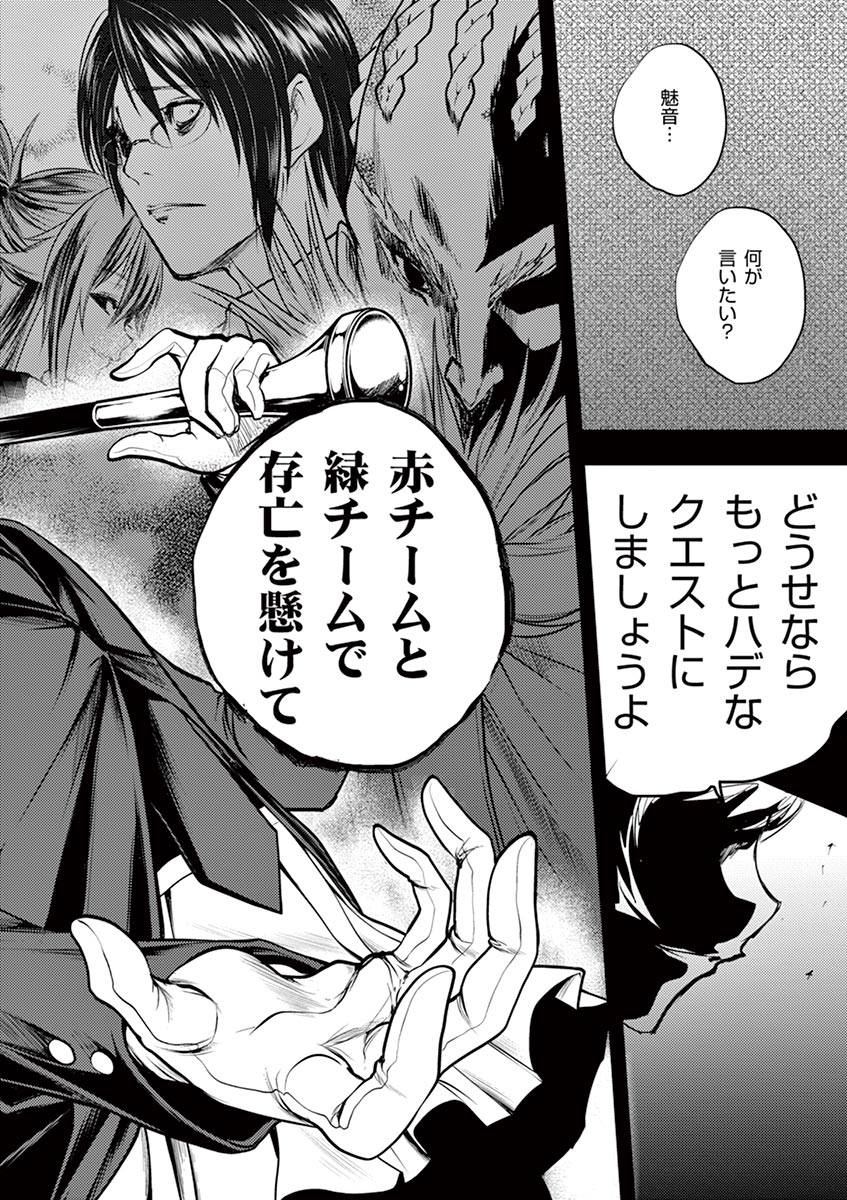 魅音…
何が
言いたい？
どうせなら
もっとハデな
クエストに
しましょうよ
赤チームと
緑チームで
存亡を懸けて